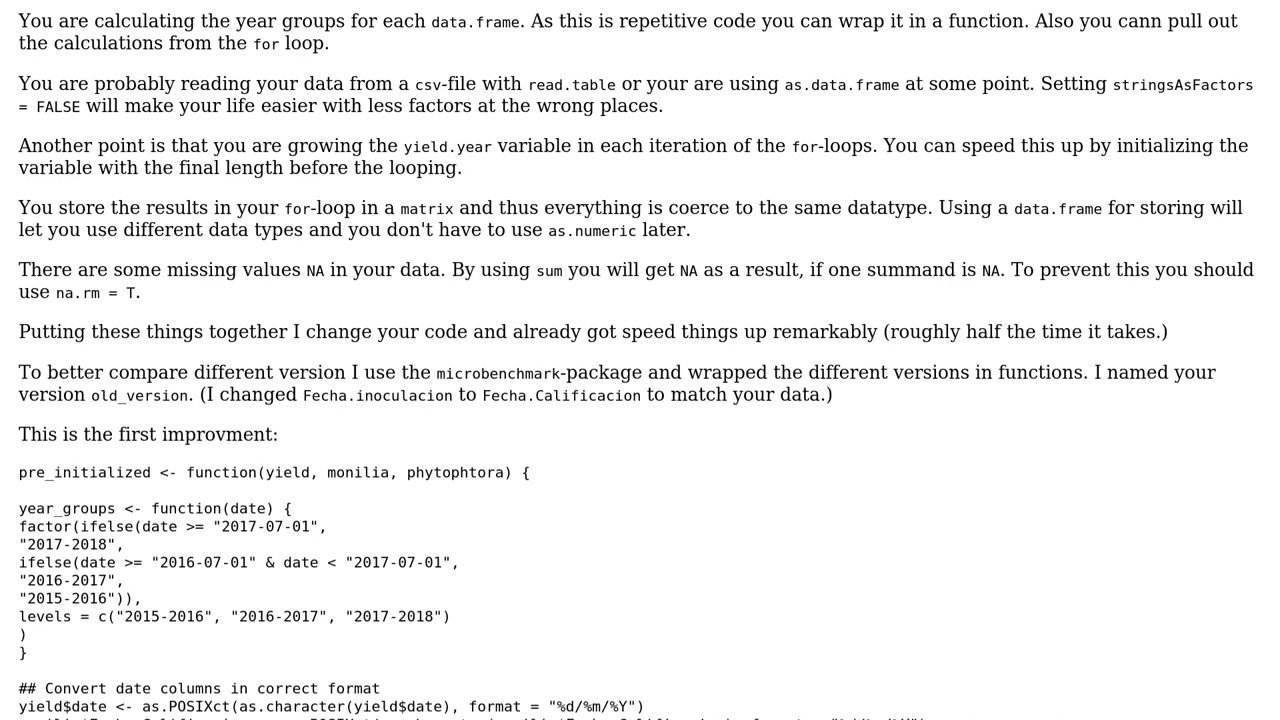 You are calculating the year groups for each data.frame. As this is repetitive code you can wrap it in a function. Also you cann pull out
the calculations from the for loop.
You are probably reading your data from a csv-file with read.table or your are using as.data.frame at some point. Setting stringsAsFactors
= FALSE will make your life easier with less factors at the wrong places.
Another point is that you are growing the yield.year variable in each iteration of the for-loops. You can speed this up by initializing the
variable with the final length before the looping.
You store the results in your for-loop in a matrix and thus everything is coerce to the same datatype. Using a data.frame for storing will
let you use different data types and you don't have to use as.numeric later.
There are some missing values NA in your data. By using sum you will get NA as a result, if one summand is NA. To prevent this you should
use na.rm = T.
Putting these things together I change your code and already got speed things up remarkably (roughly half the time it takes.)
To better compare different version I use the microbenchmark-package and wrapped the different versions in functions. I named your
version old_version. (I changed Fecha.inoculacion to Fecha.Calificacion to match your data.)
This is the first improvment:
pre_initialized <- function(yield, monilia, phytophtora) {
year_groups <- function(date) {
factor(ifelse(date >= "2017-07-01",
"2017-2018",
ifelse(date >= "2016-07-01" & date < "2017-07-01",
"2016-2017",
"2015-2016")),
levels = c("2015-2016", "2016-2017", "2017-2018")
)
}
## Convert date columns in correct format
yield$date <- as.POSIXct(as.character(yield$date), format = "%d/%m/%Y")